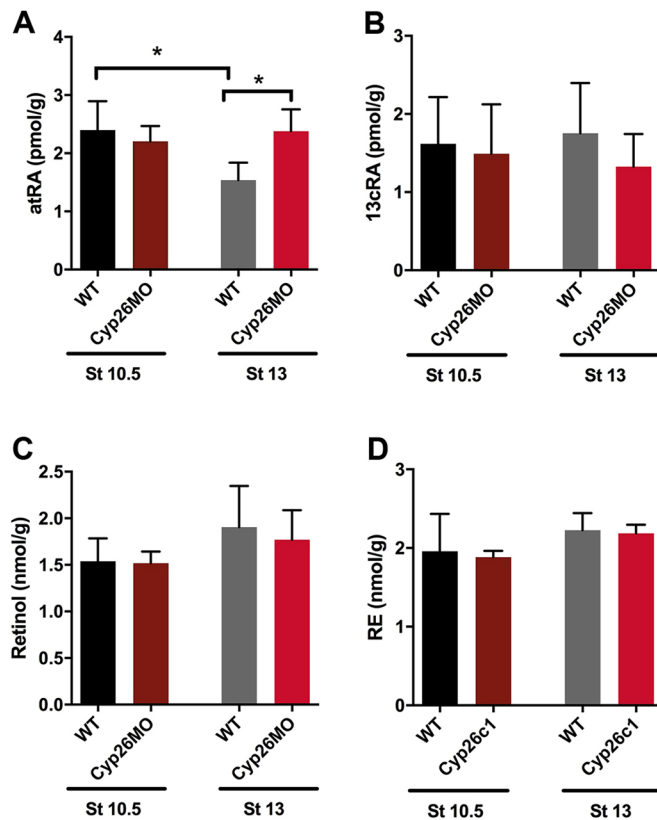 A
atRA (pmol/g)
4
3
2
1
0
*
*
WT
Cyp26MO
WT
Cyp26MO
St 10.5
St 13
B
13cRA (pmol/g)
3
2
1
0
WT
Cyp26MO
WT
Cyp26MO
St 10.5
St 13
C
Retinol (nmol/g)
2.5
2.0
1.5
1.0
0.5
0.0
WT
Cyp26MO
WT
Cyp26MO
St 10.5
St 13
D
RE (nmol/g)
3
2
1
0
WT
Cyp26c1
WT
Cyp26c1
St 10.5
St 13